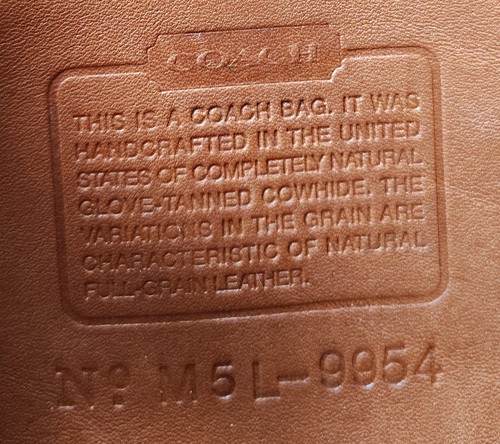 COACH
THIS IS A COACH BAG. IT WAS
HANDCRAFTED IN THE UNITED
STATES OF COMPLETELY NATURAL
GLOVE-TANNED COWHIDE. THE
VARIATIONS IN THE GRAIN ARE
CHARACTERISTIC OF NATURAL
FULL-GRAIN LEATHER.
Nº M5L-9954